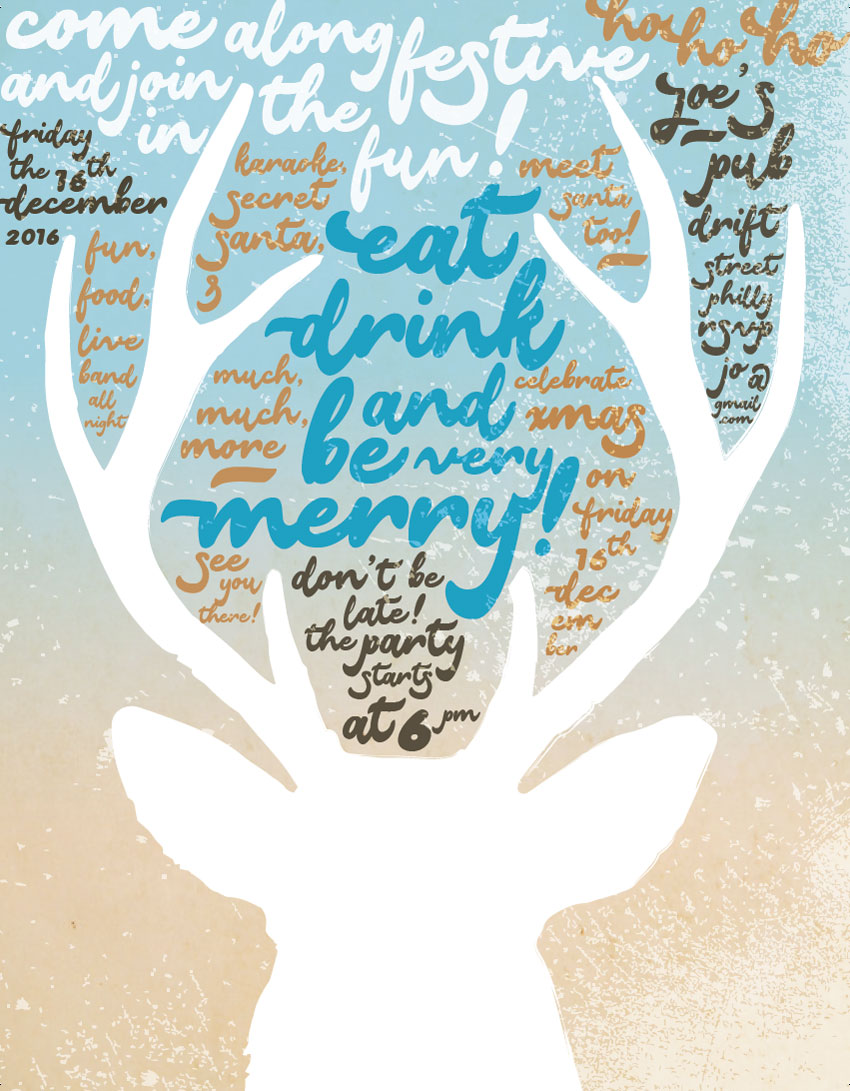 come along festive
and join the
in fun!
ho ho ho
joe's
pub
drift
street
philly
rsvp
jo@
gmail
.com
friday
the 16th
december
2016
fun,
food,
live
band
all
night
karaoke,
secret
santa,
&
much,
much,
more
meet
santa
too!
eat
drink
and
be very
merry!
celebrate
xmas
on
friday
16th
dec
em
ber
see
you
there!
don't be
late!
the party
starts
at 6 pm